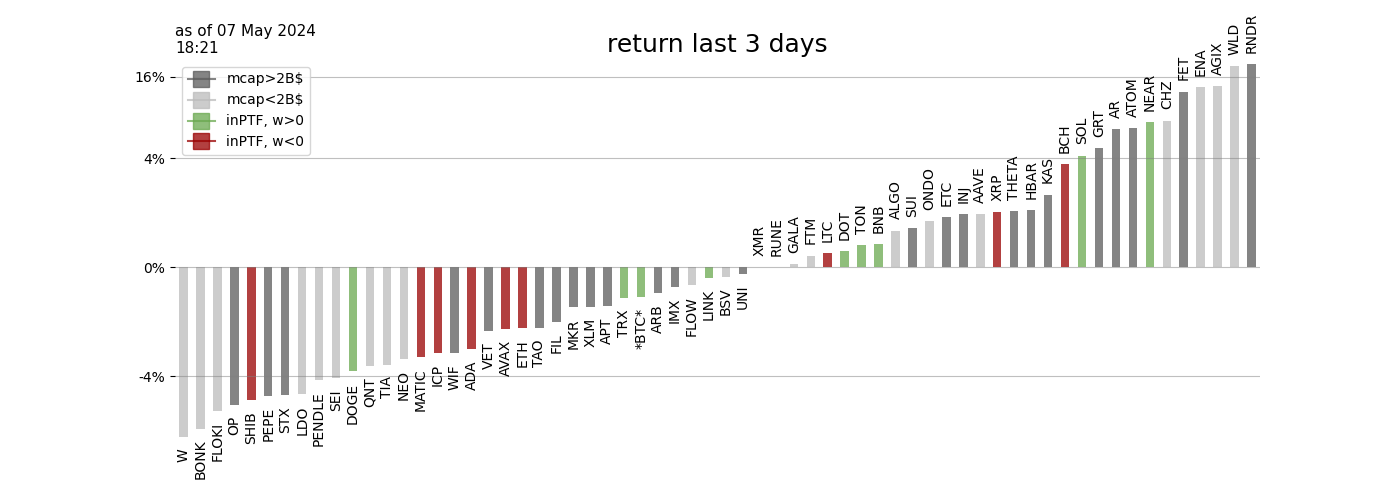 as of 07 May 2024
18:21
return last 3 days
mcap>2B$
mcap<2B$
inPTF, w>0
inPTF, w<0
16%
4%
0%
-4%
W
BONK
FLOKI
OP
SHIB
PEPE
STX
LDO
PENDLE
SEI
DOGE
QNT
TIA
NEO
MATIC
ICP
WIF
ADA
VET
AVAX
ETH
TAO
FIL
MKR
XLM
APT
TRX
*BTC*
ARB
IMX
FLOW
LINK
BSV
UNI
XMR
RUNE
GALA
FTM
LTC
DOT
TON
BNB
ALGO
SUI
ONDO
ETC
INJ
AAVE
XRP
THETA
HBAR
KAS
BCH
SOL
GRT
AR
ATOM
NEAR
CHZ
FET
ENA
AGIX
WLD
RNDR